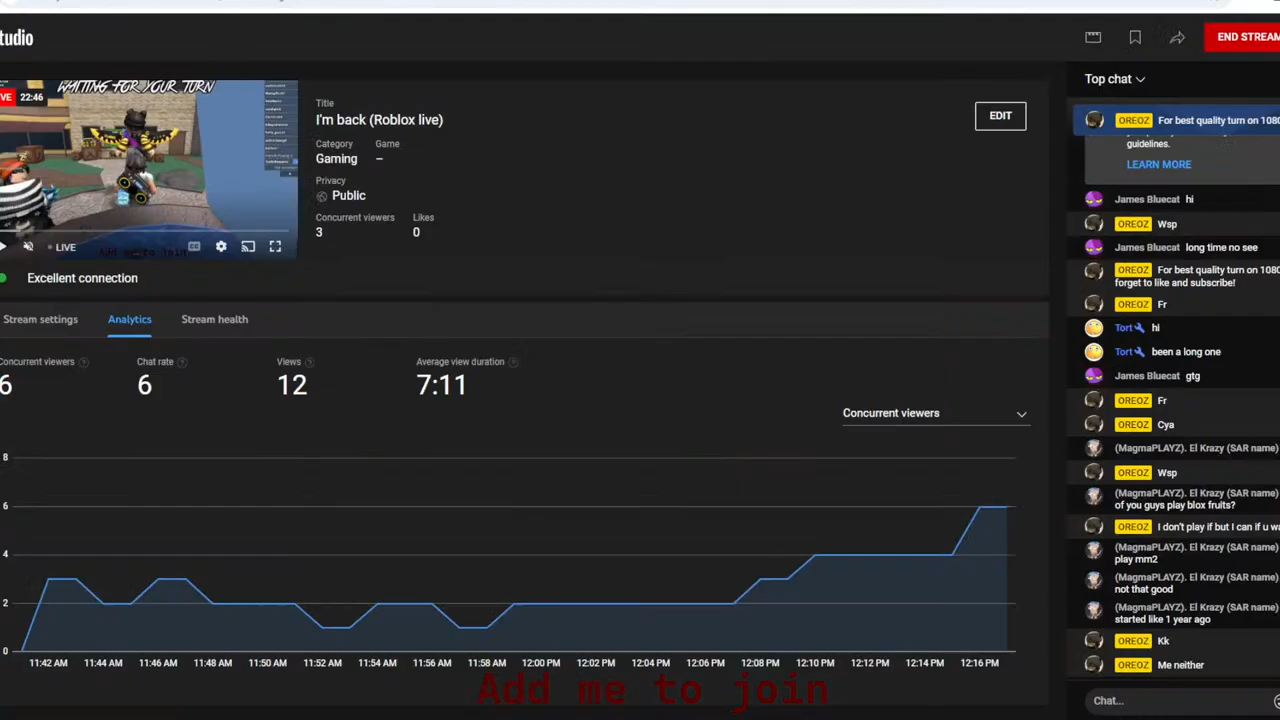 tudio
END STREAM
WAITING FOR YOUR TURN
VE 22:46
LIVE
Title
I'm back (Roblox live)
Category Game
Gaming –
Privacy
Public
Concurrent viewers Likes
3 0
EDIT
Excellent connection
Stream settings Analytics Stream health
Concurrent viewers Chat rate Views Average view duration
6 6 12 7:11
Concurrent viewers
8
6
4
2
0
11:42 AM 11:44 AM 11:46 AM 11:48 AM 11:50 AM 11:52 AM 11:54 AM 11:56 AM 11:58 AM 12:00 PM 12:02 PM 12:04 PM 12:06 PM 12:08 PM 12:10 PM 12:12 PM 12:14 PM 12:16 PM
Add me to join
Top chat
OREOZ For best quality turn on 1080
guidelines.
LEARN MORE
James Bluecat hi
OREOZ Wsp
James Bluecat long time no see
OREOZ For best quality turn on 1080
forget to like and subscribe!
OREOZ Fr
Tort hi
Tort been a long one
James Bluecat gtg
OREOZ Fr
OREOZ Cya
(MagmaPLAYZ). El Krazy (SAR name)
OREOZ Wsp
(MagmaPLAYZ). El Krazy (SAR name)
of you guys play blox fruits?
OREOZ I don't play if but I can if u wa
(MagmaPLAYZ). El Krazy (SAR name)
play mm2
(MagmaPLAYZ). El Krazy (SAR name)
not that good
(MagmaPLAYZ). El Krazy (SAR name)
started like 1 year ago
OREOZ Kk
OREOZ Me neither
Chat...